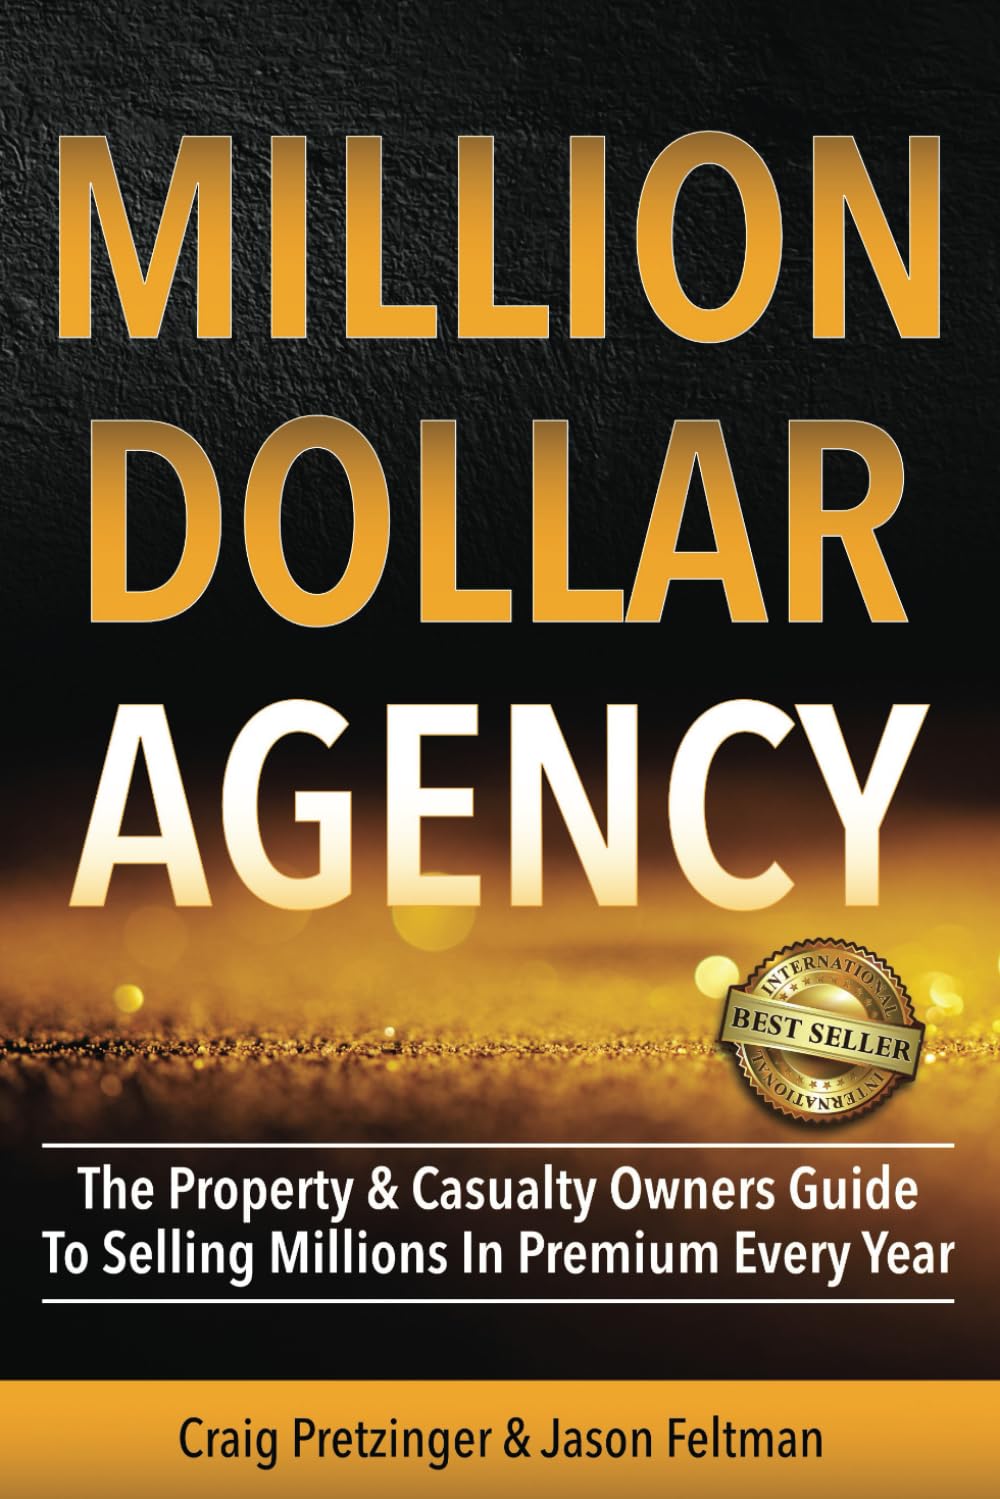 MILLION
DOLLAR
AGENCY
INTERNATIONAL
BEST SELLER
INTERNATIONAL
The Property & Casualty Owners Guide
To Selling Millions In Premium Every Year
Craig Pretzinger & Jason Feltman